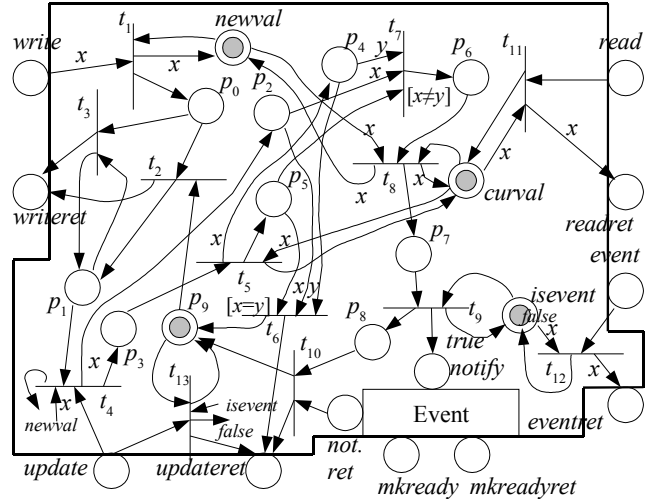 newval
write
t1
p4
t7
y
p6
t11
read
x
x
p0
p2
x
[x≠y]
t3
x
x
x
t2
p5
t8
x
x
curval
writeret
readret
x
x
p7
event
t5
p1
p9
[x=y]
x
y
t6
p8
t9
isevent
false
x
x
p3
t10
true
notify
t12
x
t13
x
t4
isevent
Event
newval
false
eventret
not.
ret
update
updateret
mkready
mkreadyret